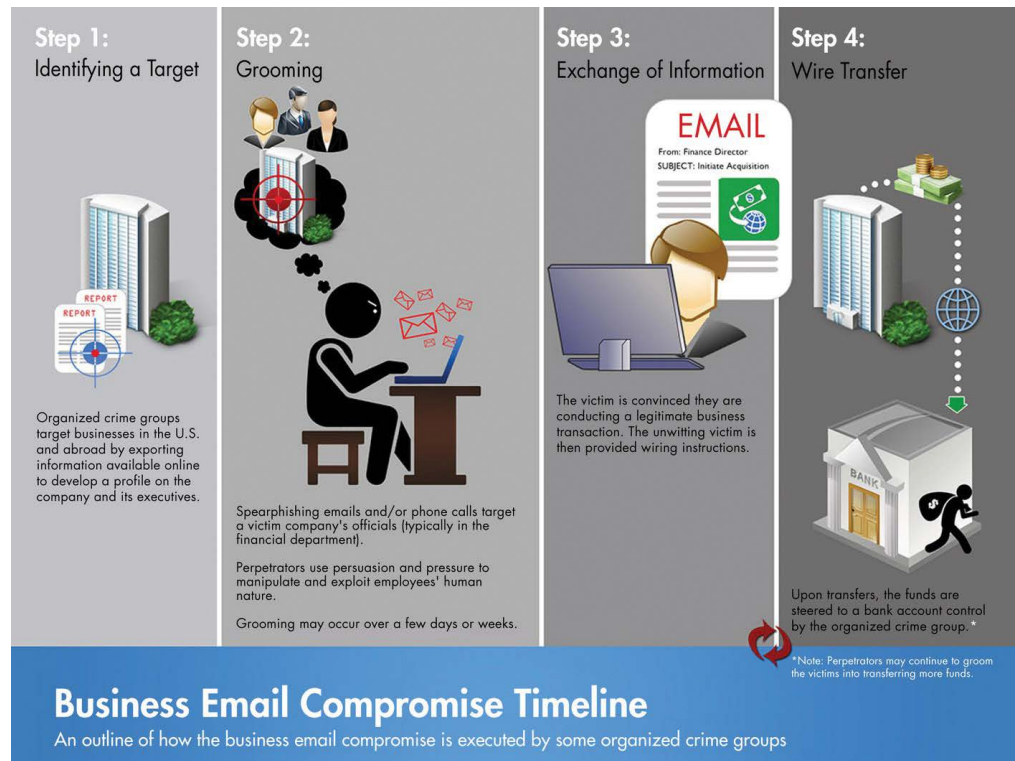 Step 1:
Identifying a Target
REPORT
REPORT
Organized crime groups
target businesses in the U.S.
and abroad by exporting
information available online
to develop a profile on the
company and its executives.
Step 2:
Grooming
Spearphishing emails and/or phone calls target
a victim company's officials (typically in the
financial department).
Perpetrators use persuasion and pressure to
manipulate and exploit employees' human
nature.
Grooming may occur over a few days or weeks.
Step 3:
Exchange of Information
EMAIL
From: Finance Director
SUBJECT: Initiate Acquisition
$
The victim is convinced they are
conducting a legitimate business
transaction. The unwitting victim is
then provided wiring instructions.
Step 4:
Wire Transfer
BANK
$
Upon transfers, the funds are
steered to a bank account control
by the organized crime group.*
*Note: Perpetrators may continue to groom
the victims into transferring more funds.
Business Email Compromise Timeline
An outline of how the business email compromise is executed by some organized crime groups